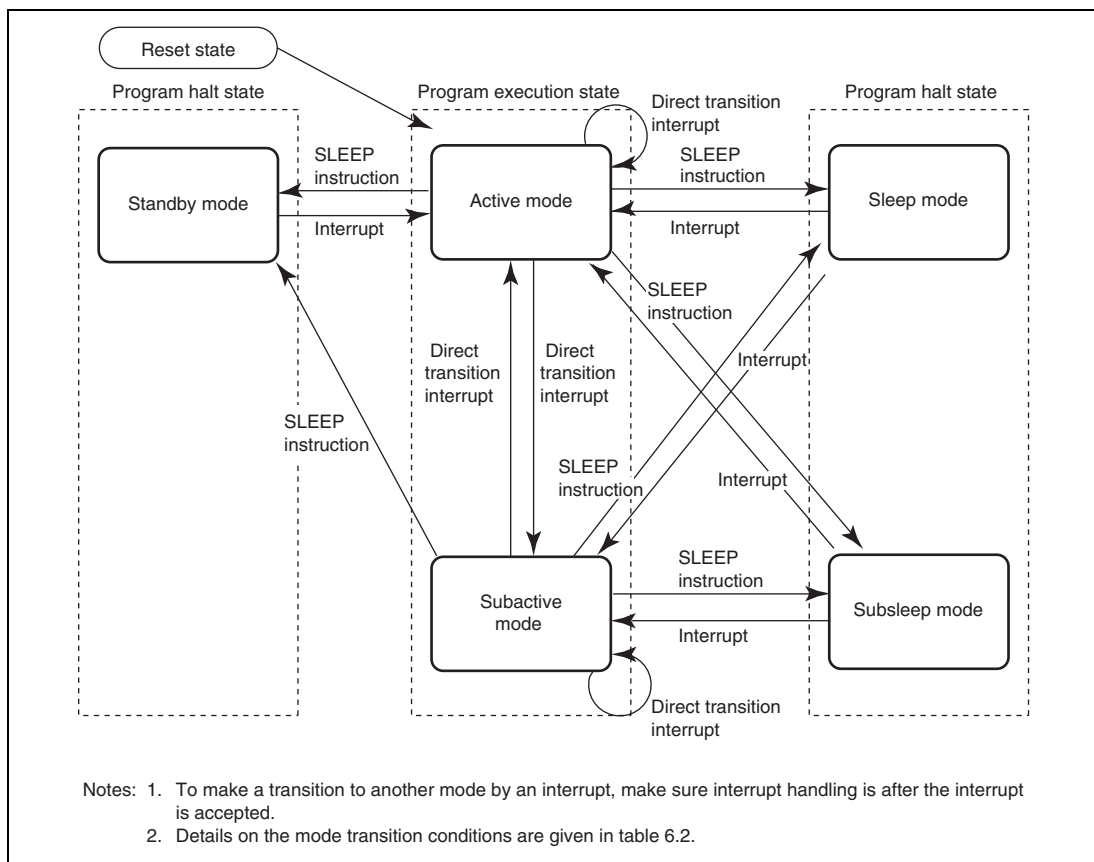 Reset state
Program halt state
Program execution state
Program halt state
Direct transition
interrupt
SLEEP
instruction
SLEEP
instruction
Standby mode
Active mode
Sleep mode
Interrupt
Interrupt
SLEEP
instruction
Direct
transition
interrupt
Direct
transition
interrupt
Interrupt
SLEEP
instruction
SLEEP
instruction
Interrupt
SLEEP
instruction
Subactive
mode
Subsleep mode
Interrupt
Direct transition
interrupt
Notes: 1. To make a transition to another mode by an interrupt, make sure interrupt handling is after the interrupt
is accepted.
2. Details on the mode transition conditions are given in table 6.2.